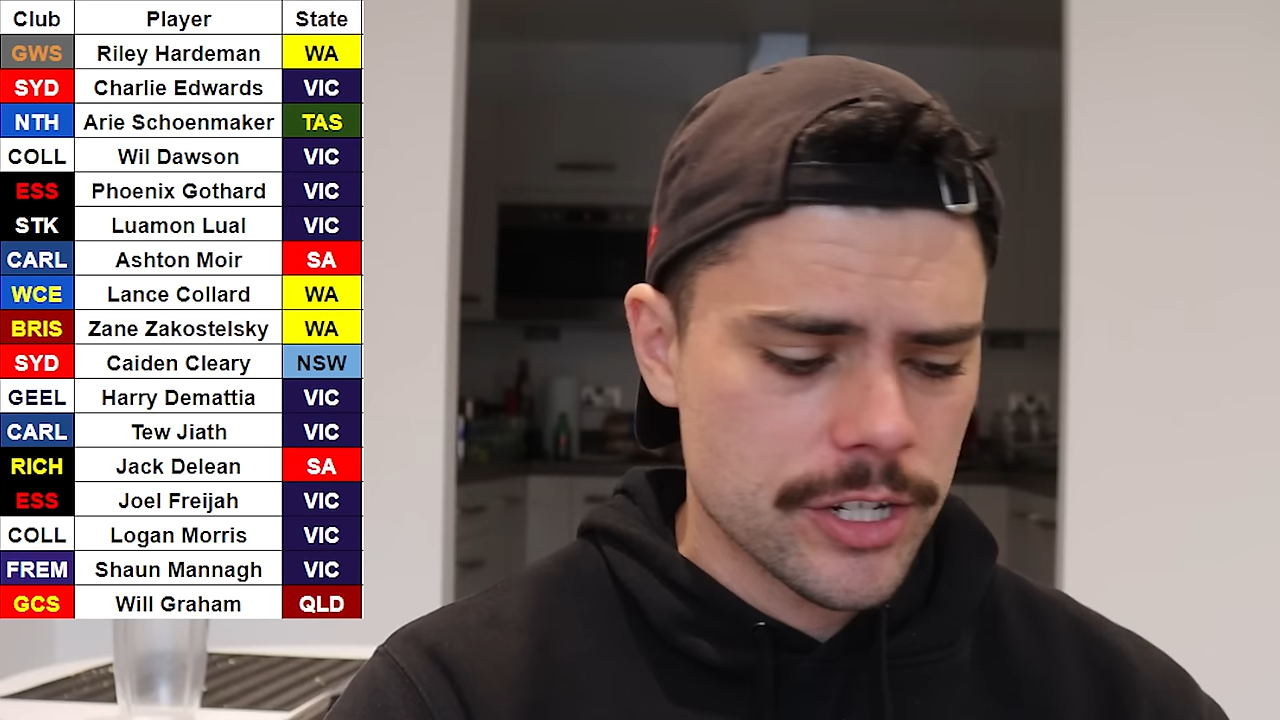 Club Player State
GWS Riley Hardeman WA
SYD Charlie Edwards VIC
NTH Arie Schoenmaker TAS
COLL Wil Dawson VIC
ESS Phoenix Gothard VIC
STK Luamon Lual VIC
CARL Ashton Moir SA
WCE Lance Collard WA
BRIS Zane Zakostelsky WA
SYD Caiden Cleary NSW
GEEL Harry Demattia VIC
CARL Tew Jiath VIC
RICH Jack Delean SA
ESS Joel Freijah VIC
COLL Logan Morris VIC
FREM Shaun Mannagh VIC
GCS Will Graham QLD